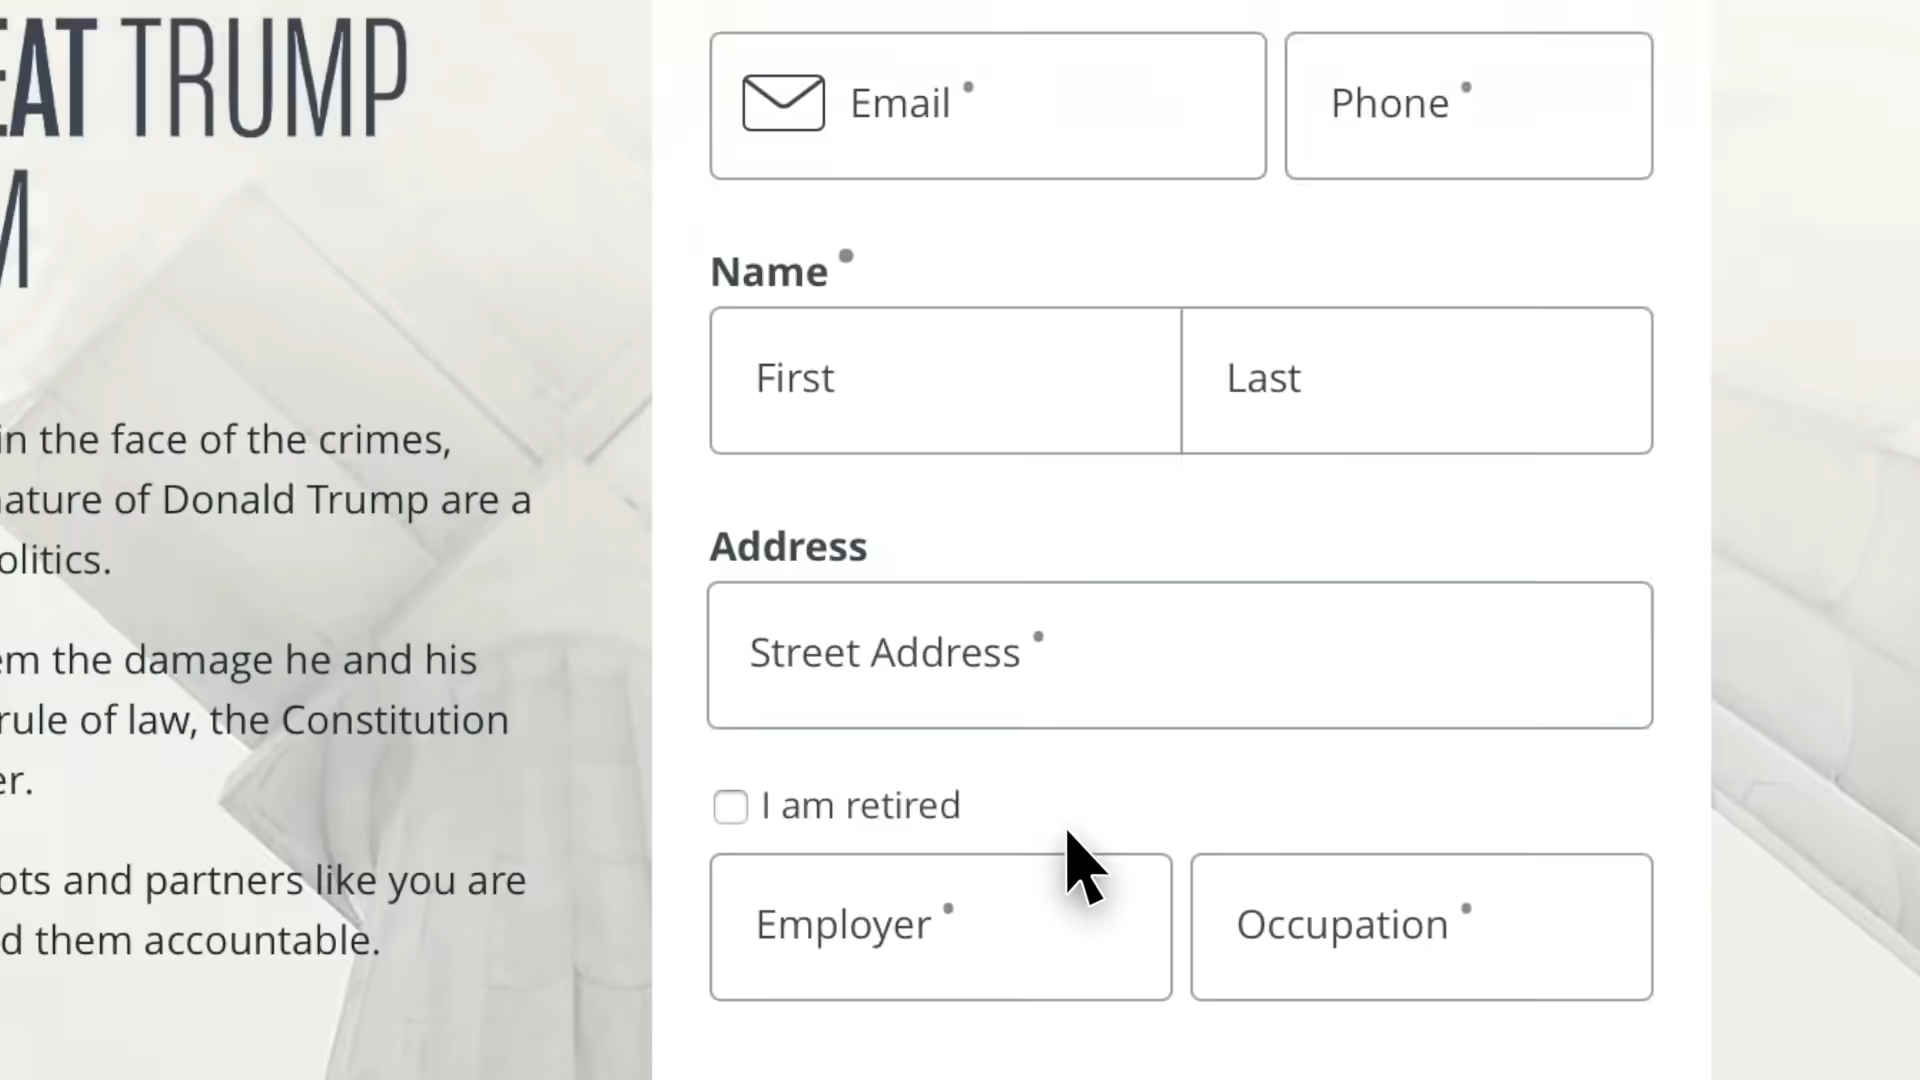 EAT TRUMP
M
in the face of the crimes,
nature of Donald Trump are a
olitics.
em the damage he and his
rule of law, the Constitution
er.
ots and partners like you are
d them accountable.
Email
Phone
Name
First
Last
Address
Street Address
I am retired
Employer
Occupation